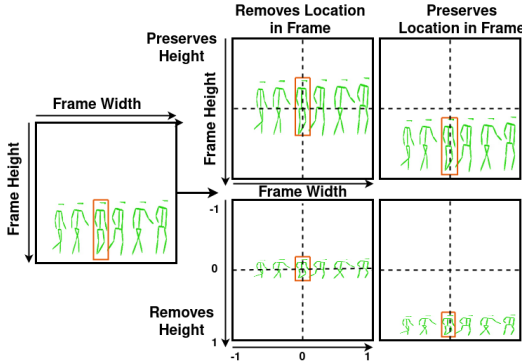 Removes Location
in Frame
Preserves
Location in Frame
Preserves
Height
Frame Height
Frame Width
Frame Height
Frame Width
-1
0
Removes
Height
1
-1
0
1